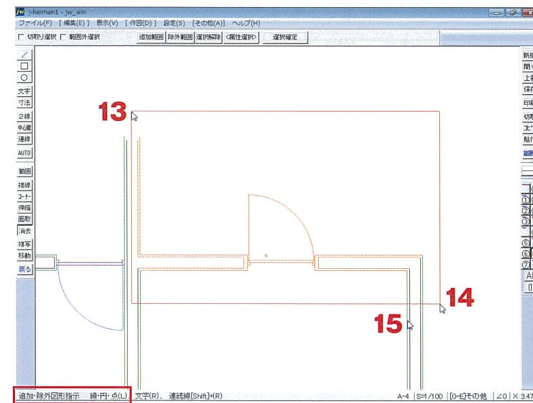 j-heimen3 - jw_win
ファイル(F) [編集(E)] 表示(V) [作図(D)] 設定(S) [その他(A)] ヘルプ(H)
切取り選択 範囲外選択 追加範囲 除外範囲 選択解除 <属性選択> 選択確定
文字
寸法
2線
中心線
連線
AUTO
範囲
複線
コーナー
伸縮
面取
消去
複写
移動
戻る
13
14
15
追加・除外図形指示 線・円・点(L)、文字(R)、連続線[Shift]+(R)
A-4 S=1/100 [0-E]その他 ∠0 × 3.47